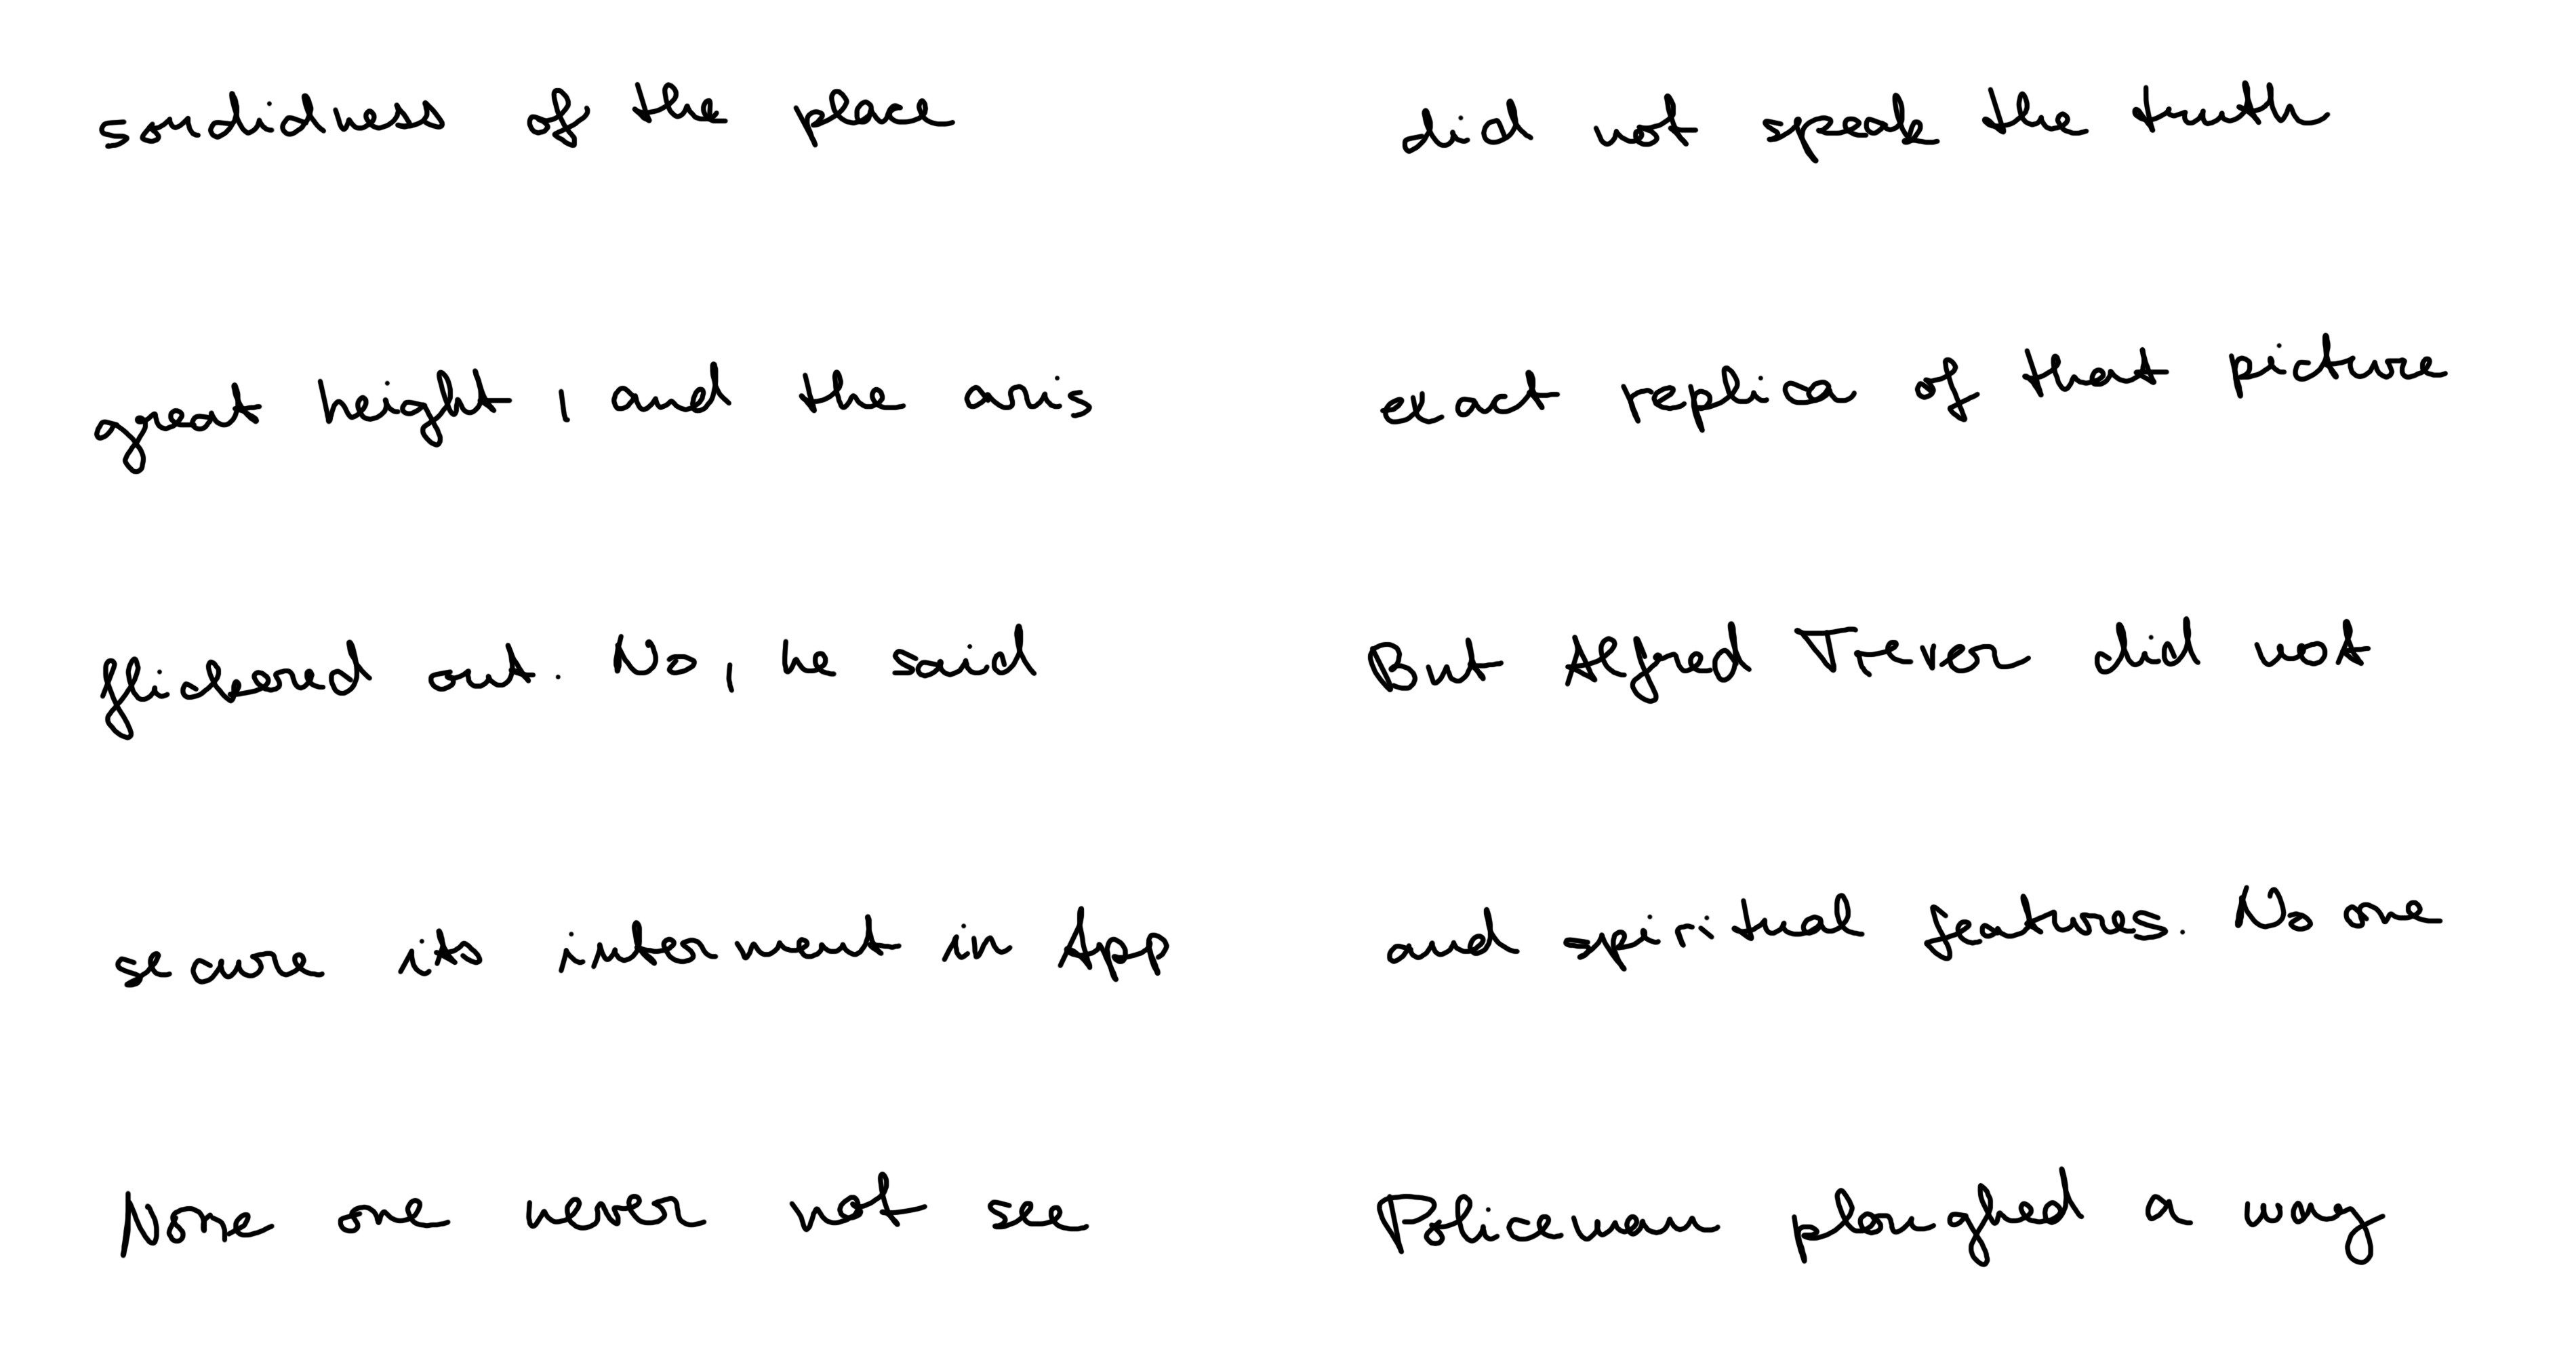 sordidness of the place
did not speak the truth
great height, and the axis
exact replica of that picture
flickered out. No, he said
But Alfred Trevor did not
secure its interment in App
and spiritual features. No one
None one never not see
Policeman ploughed a way